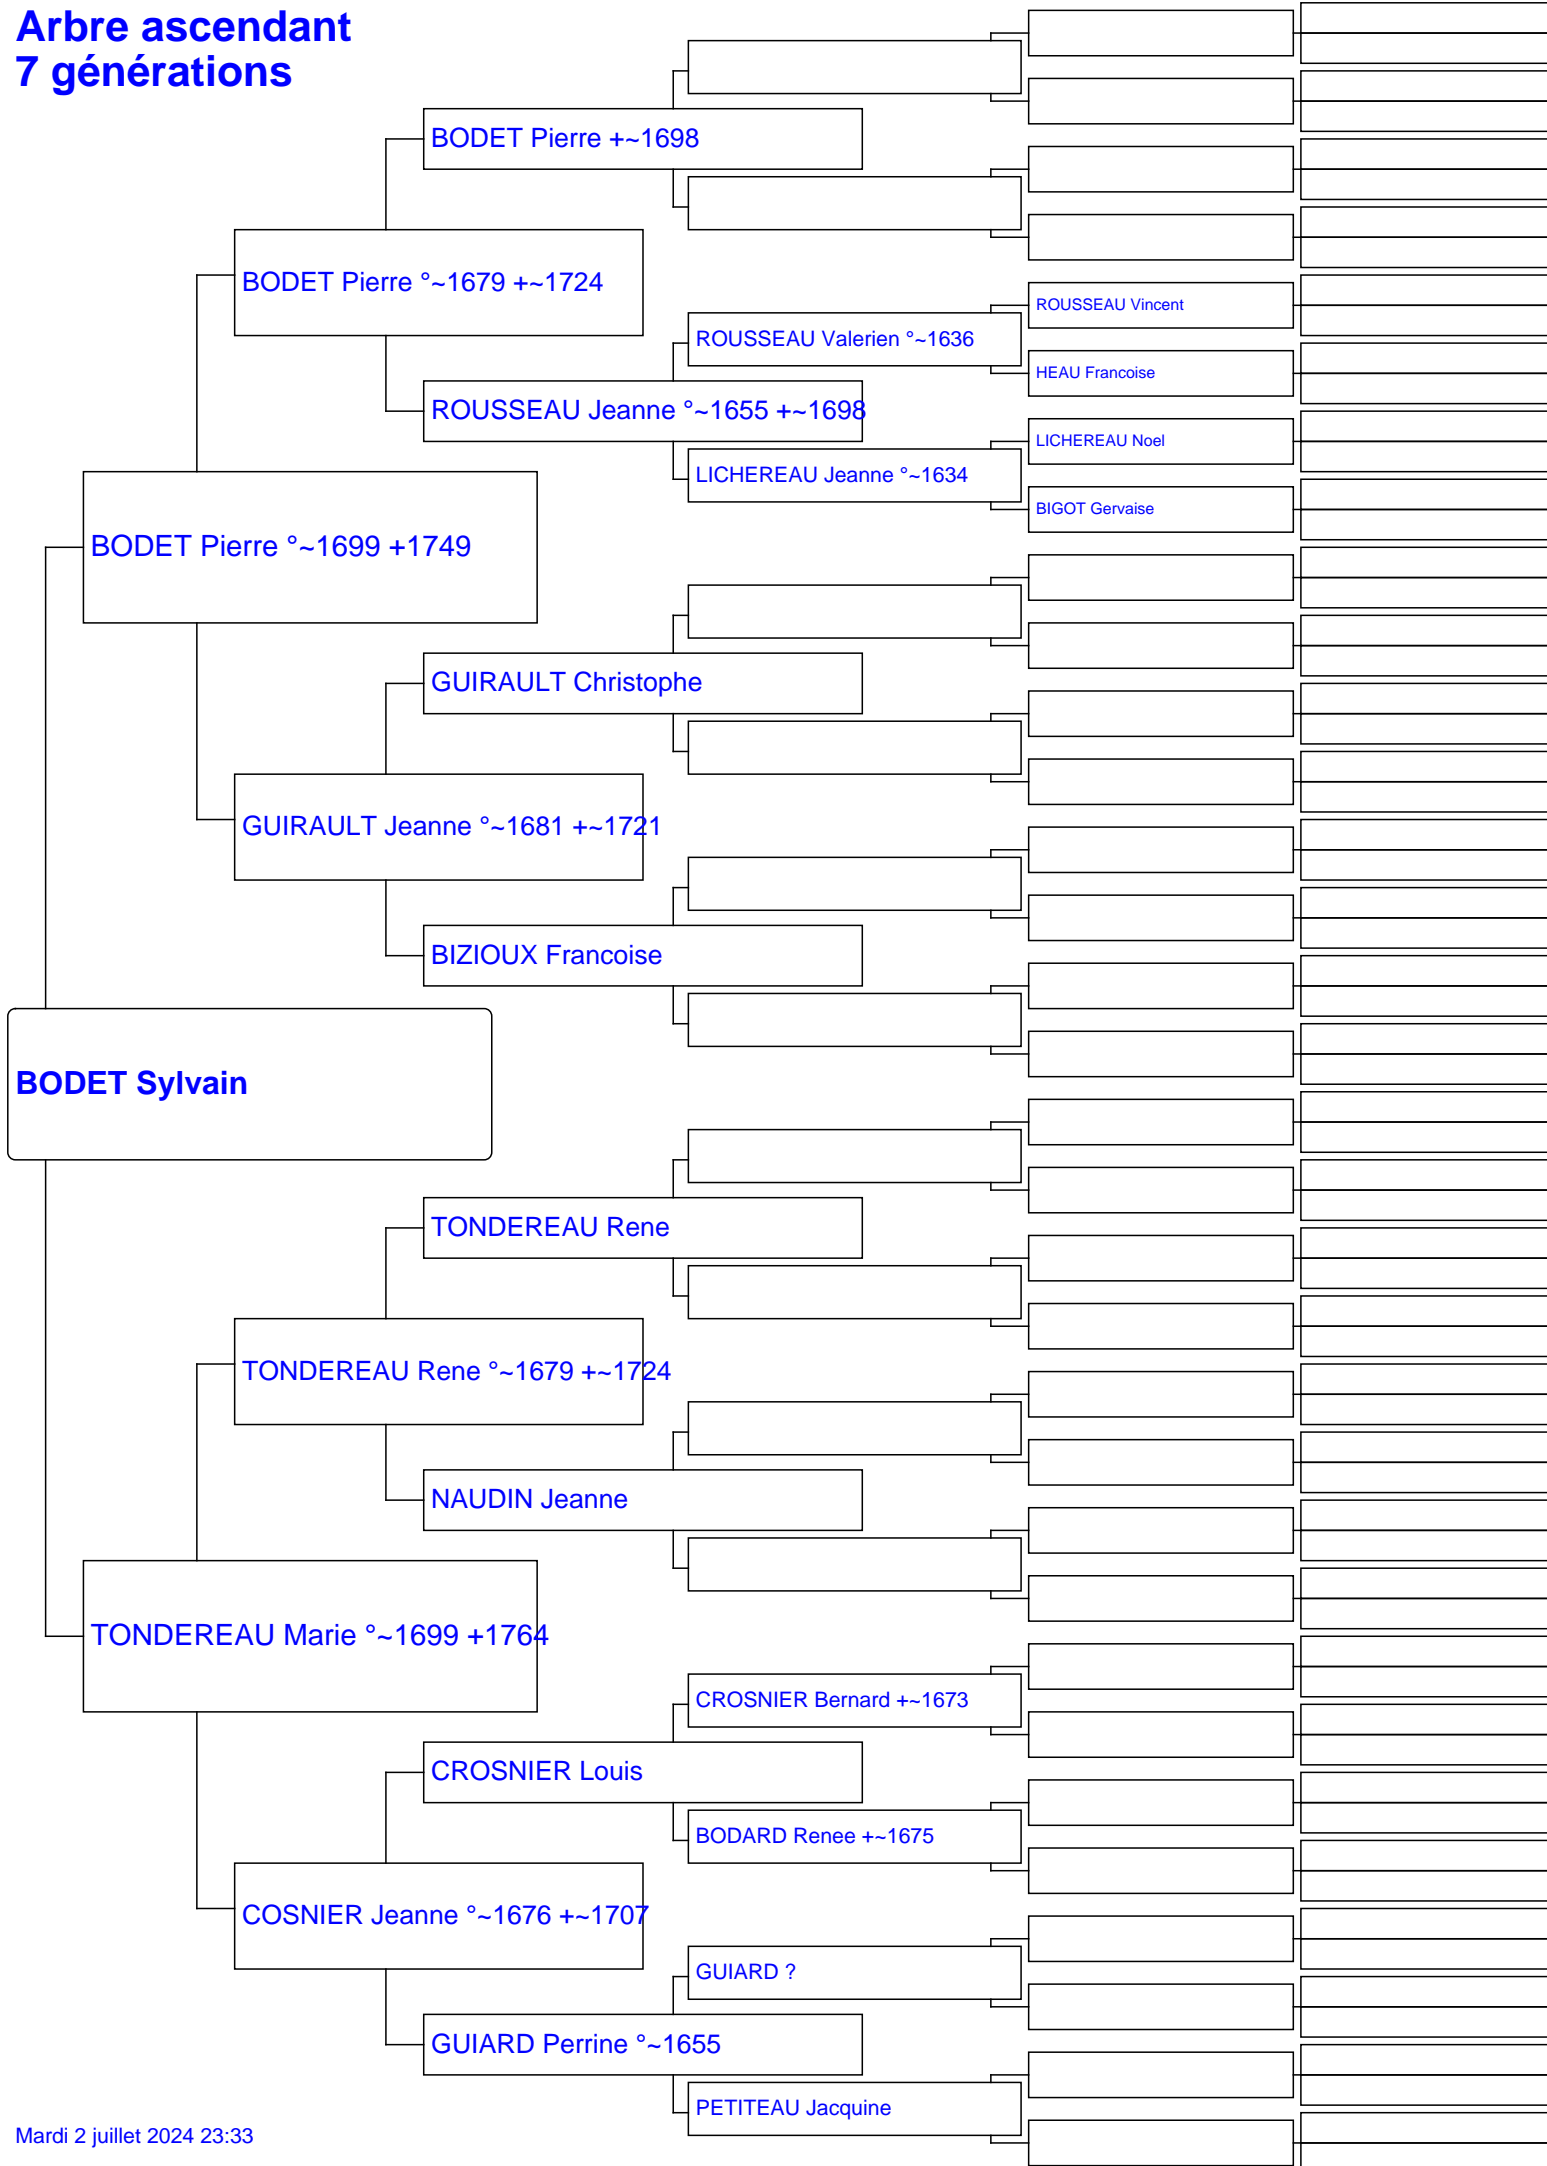 Arbre ascendant
7 générations
BODET Pierre +~1698
BODET Pierre °~1679 +~1724
ROUSSEAU Vincent
ROUSSEAU Valerien °~1636
HEAU Francoise
ROUSSEAU Jeanne °~1655 +~1698
LICHEREAU Noel
LICHEREAU Jeanne °~1634
BIGOT Gervaise
BODET Pierre °~1699 +1749
GUIRAULT Christophe
GUIRAULT Jeanne °~1681 +~1721
BIZIOUX Francoise
BODET Sylvain
TONDEREAU Rene
TONDEREAU Rene °~1679 +~1724
NAUDIN Jeanne
TONDEREAU Marie °~1699 +1764
CROSNIER Bernard +~1673
CROSNIER Louis
BODARD Renee +~1675
COSNIER Jeanne °~1676 +~1707
GUIARD ?
GUIARD Perrine °~1655
PETITEAU Jacquine
Mardi 2 juillet 2024 23:33